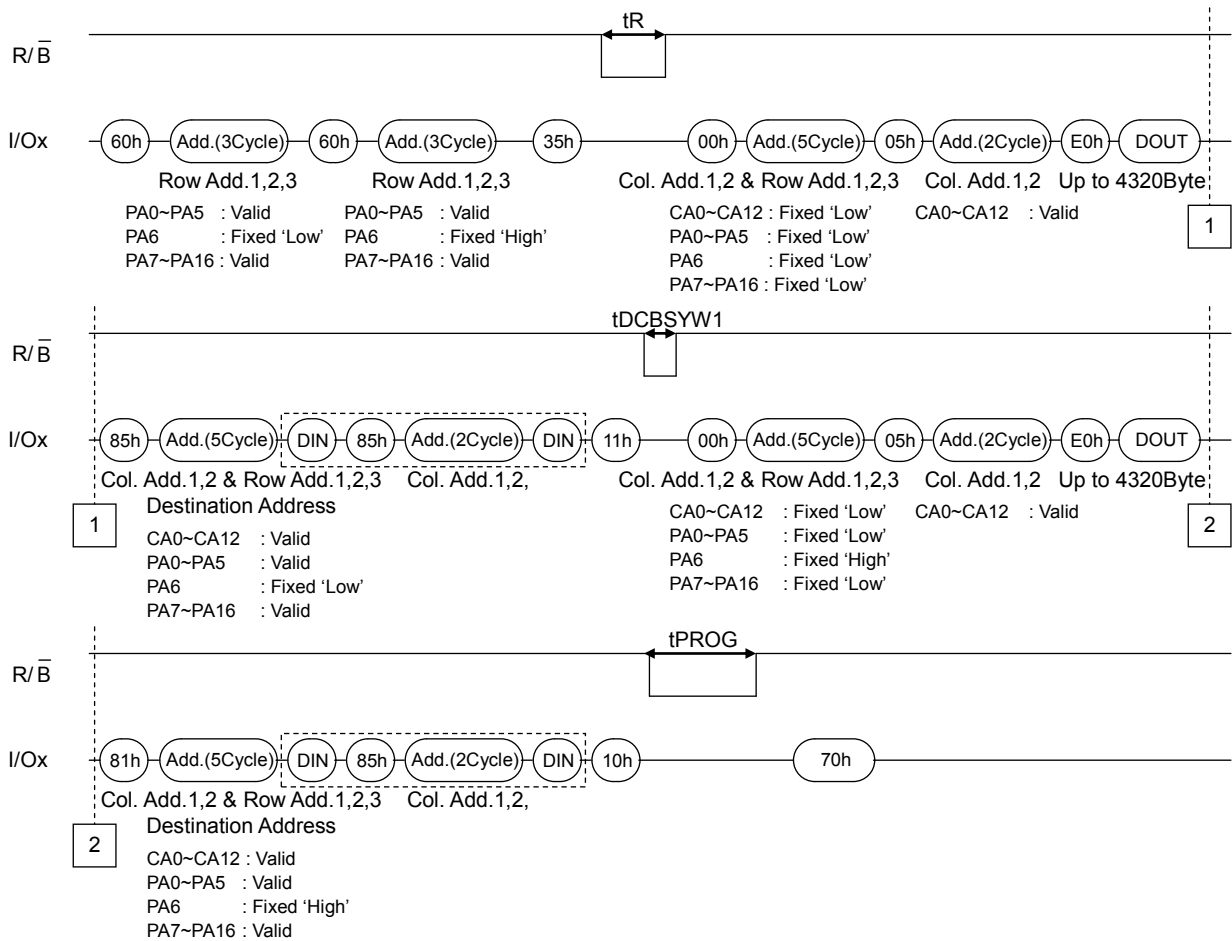 tR
R/B̅
I/Ox 60h Add.(3Cycle) 60h Add.(3Cycle) 35h 00h Add.(5Cycle) 05h Add.(2Cycle) E0h DOUT
Row Add.1,2,3 Row Add.1,2,3 Col. Add.1,2 & Row Add.1,2,3 Col. Add.1,2 Up to 4320Byte
PA0~PA5 : Valid PA0~PA5 : Valid CA0~CA12 : Fixed ‘Low’ CA0~CA12 : Valid
PA6 : Fixed ‘Low’ PA6 : Fixed ‘High’ PA0~PA5 : Fixed ‘Low’
PA7~PA16 : Valid PA7~PA16 : Valid PA6 : Fixed ‘Low’
PA7~PA16 : Fixed ‘Low’
1
tDCBSYW1
R/B̅
I/Ox 85h Add.(5Cycle) DIN 85h Add.(2Cycle) DIN 11h 00h Add.(5Cycle) 05h Add.(2Cycle) E0h DOUT
Col. Add.1,2 & Row Add.1,2,3 Col. Add.1,2, Col. Add.1,2 & Row Add.1,2,3 Col. Add.1,2 Up to 4320Byte
1 Destination Address 2
CA0~CA12 : Valid CA0~CA12 : Fixed ‘Low’ CA0~CA12 : Valid
PA0~PA5 : Valid PA0~PA5 : Fixed ‘Low’
PA6 : Fixed ‘Low’ PA6 : Fixed ‘High’
PA7~PA16 : Valid PA7~PA16 : Fixed ‘Low’
tPROG
R/B̅
I/Ox 81h Add.(5Cycle) DIN 85h Add.(2Cycle) DIN 10h 70h
Col. Add.1,2 & Row Add.1,2,3 Col. Add.1,2,
2 Destination Address
CA0~CA12 : Valid
PA0~PA5 : Valid
PA6 : Fixed ‘High’
PA7~PA16 : Valid